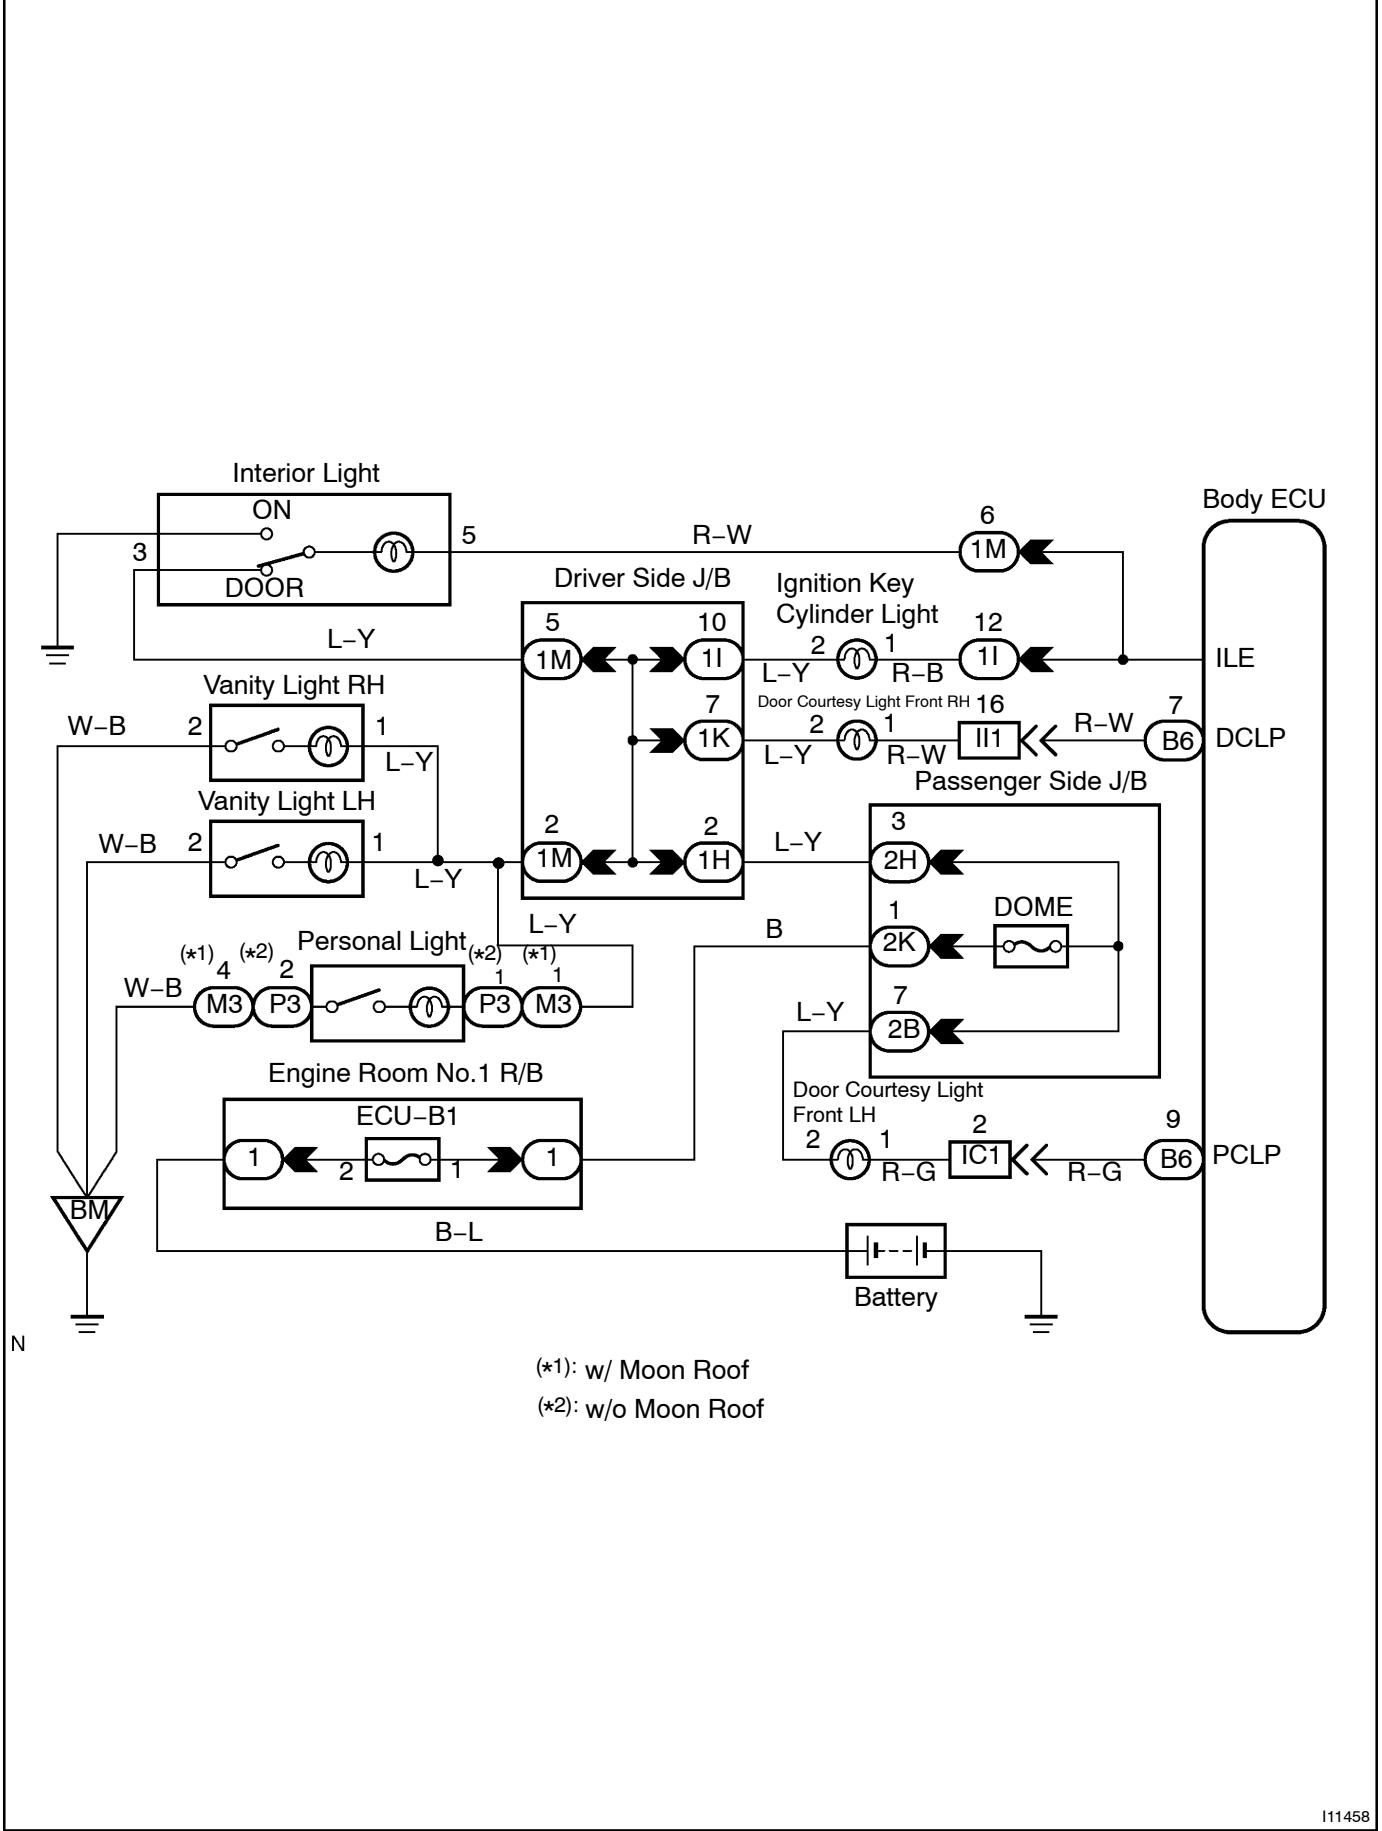 Interior Light
ON
3
5
DOOR
R-W
6
1M
Body ECU
Driver Side J/B
Ignition Key
Cylinder Light
L-Y
5
1M
10
1I
2
1
L-Y
R-B
12
1I
ILE
Vanity Light RH
W-B
2
1
L-Y
7
1K
Door Courtesy Light Front RH
2
1
L-Y
R-W
16
II1
R-W
7
B6
DCLP
Vanity Light LH
W-B
2
1
L-Y
2
1M
2
1H
L-Y
Passenger Side J/B
3
2H
1
2K
DOME
B
7
2B
L-Y
L-Y
Personal Light
(*1)
4
(*2)
2
(*2)
1
(*1)
1
W-B
M3
P3
P3
M3
Engine Room No.1 R/B
ECU-B1
1
2
1
1
Door Courtesy Light
Front LH
2
1
R-G
2
IC1
R-G
9
B6
PCLP
BM
B-L
Battery
N
(*1): w/ Moon Roof
(*2): w/o Moon Roof
I11458